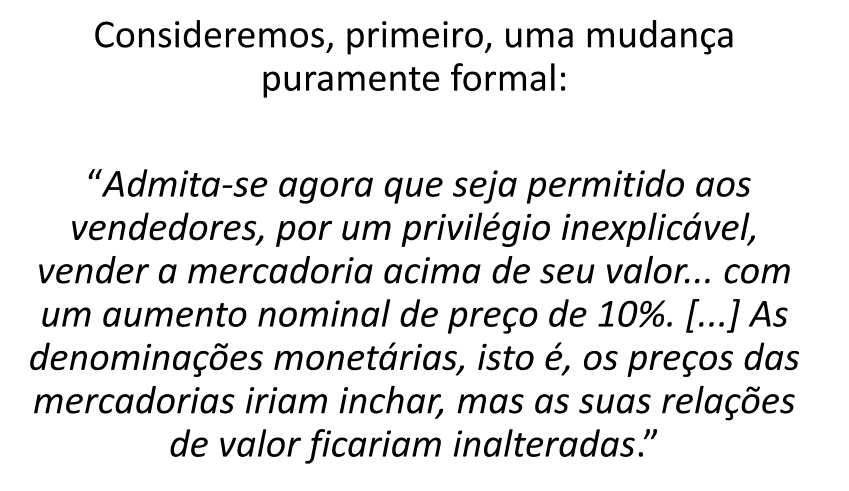 Consideremos, primeiro, uma mudança
puramente formal:
“Admita-se agora que seja permitido aos
vendedores, por um privilégio inexplicável,
vender a mercadoria acima de seu valor... com
um aumento nominal de preço de 10%. [...] As
denominações monetárias, isto é, os preços das
mercadorias iriam inchar, mas as suas relações
de valor ficariam inalteradas.”